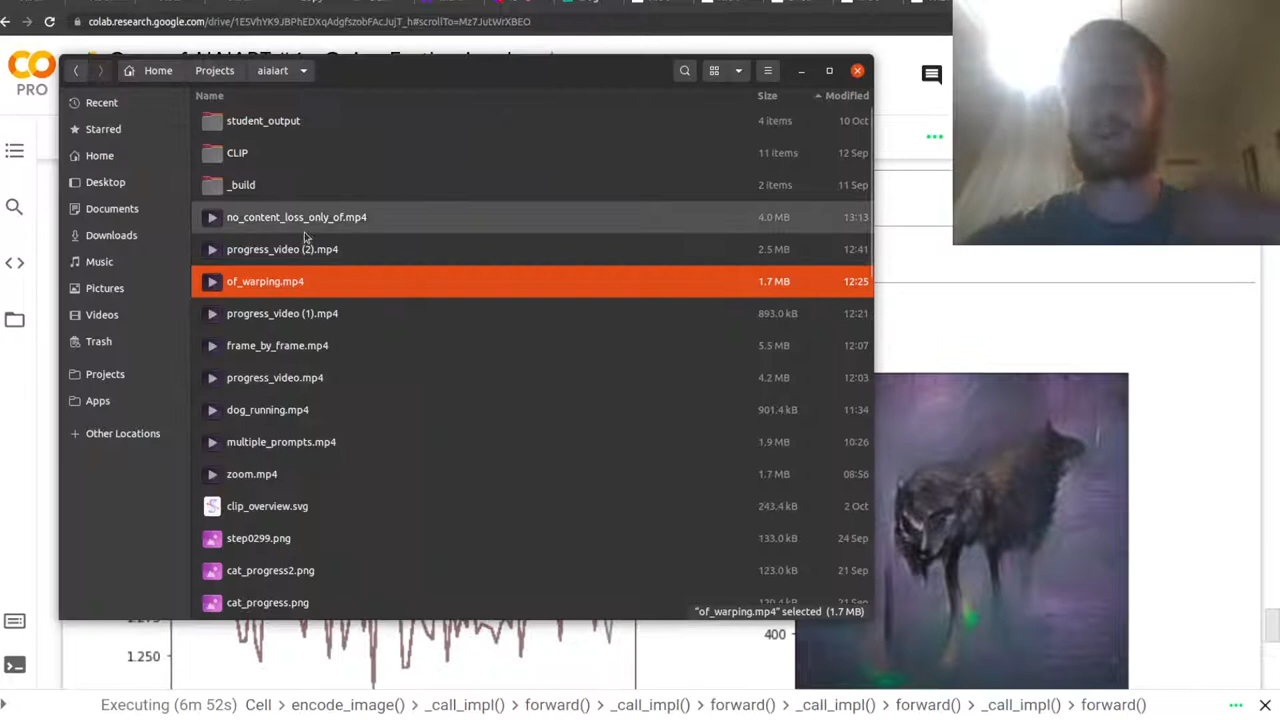 colab.research.google.com/drive/1ESVhYK9JBPhEDXqAdgfszobFAcJujT_h#scrollTo=Mz7JutWrXBEO
PRO
Home
Projects
aiaiart
Recent
Starred
Home
Desktop
Documents
Downloads
Music
Pictures
Videos
Trash
Projects
Apps
+ Other Locations
Name Size Modified
student_output 4 items 10 Oct
CLIP 11 items 12 Sep
_build 2 items 11 Sep
no_content_loss_only_of.mp4 4.0 MB 13:13
progress_video (2).mp4 2.5 MB 12:41
of_warping.mp4 1.7 MB 12:25
progress_video (1).mp4 893.0 kB 12:21
frame_by_frame.mp4 5.5 MB 12:07
progress_video.mp4 4.2 MB 12:03
dog_running.mp4 901.4 kB 11:34
multiple_prompts.mp4 1.9 MB 10:26
zoom.mp4 1.7 MB 08:56
clip_overview.svg 243.4 kB 2 Oct
step0299.png 133.0 kB 24 Sep
cat_progress2.png 123.0 kB 21 Sep
cat_progress.png
"of_warping.mp4" selected (1.7 MB)
1.250
400
Executing (6m 52s) Cell > encode_image() > _call_impl() > forward() > _call_impl() > forward() > _call_impl() > forward() > _call_impl() > forward()